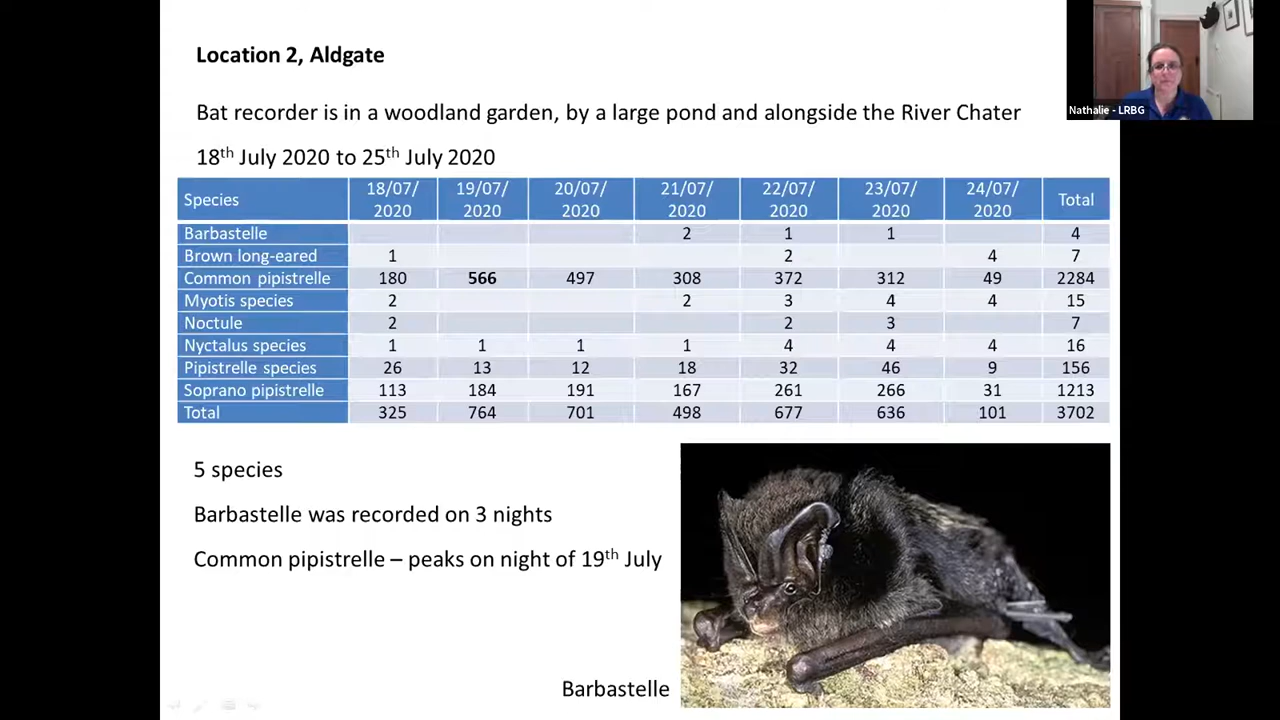 Location 2, Aldgate
Nathalie - LRBG
Bat recorder is in a woodland garden, by a large pond and alongside the River Chater
18th July 2020 to 25th July 2020
Species 18/07/2020 19/07/2020 20/07/2020 21/07/2020 22/07/2020 23/07/2020 24/07/2020 Total
Barbastelle 2 1 1 4
Brown long-eared 1 2 4 7
Common pipistrelle 180 566 497 308 372 312 49 2284
Myotis species 2 2 3 4 4 15
Noctule 2 2 3 7
Nyctalus species 1 1 1 1 4 4 4 16
Pipistrelle species 26 13 12 18 32 46 9 156
Soprano pipistrelle 113 184 191 167 261 266 31 1213
Total 325 764 701 498 677 636 101 3702
5 species
Barbastelle was recorded on 3 nights
Common pipistrelle – peaks on night of 19th July
Barbastelle